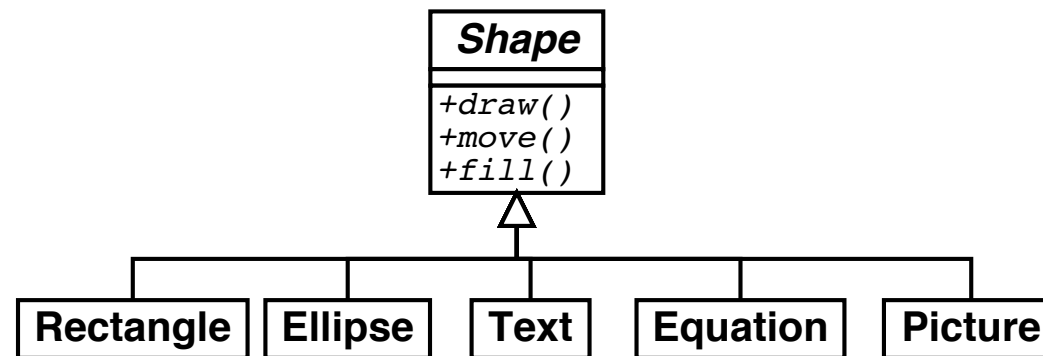 Shape
+draw()
+move()
+fill()
Rectangle
Ellipse
Text
Equation
Picture